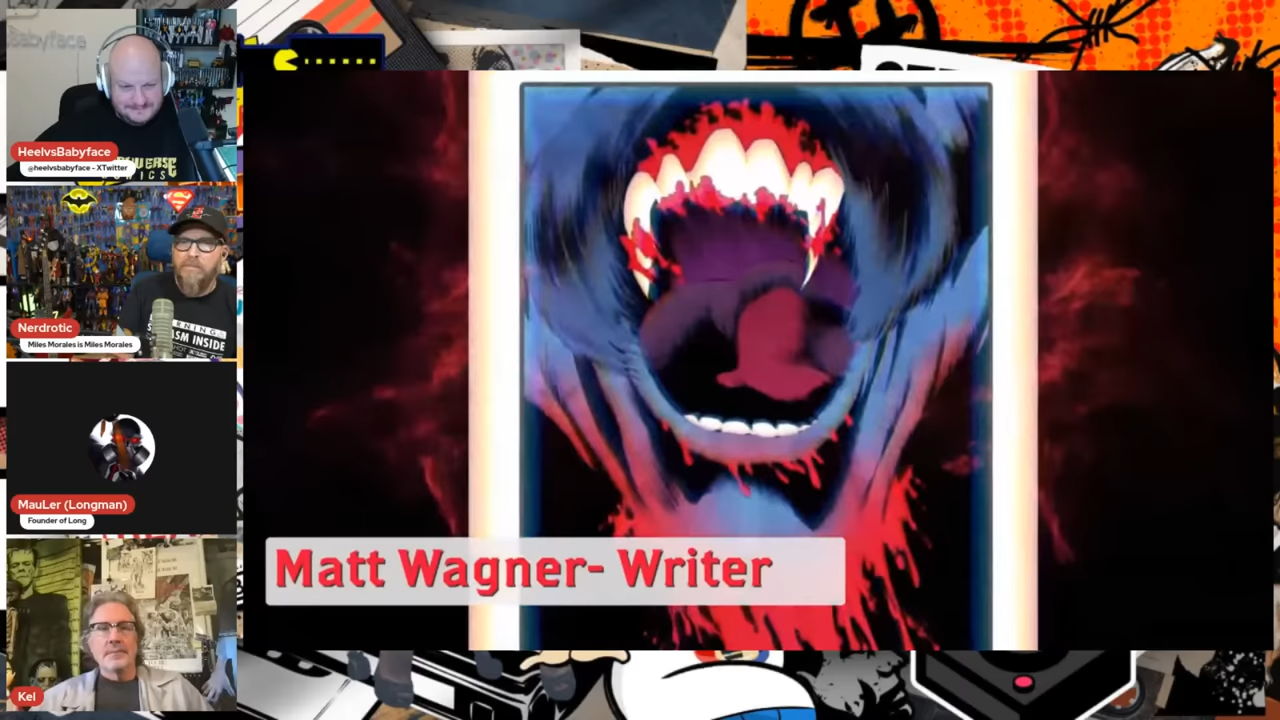 HeelvsBabyface
@heelvsbabyface - XTwitter
Nerdrotic
Miles Morales is Miles Morales
MauLer (Longman)
Founder of Long
Kel
Matt Wagner- Writer